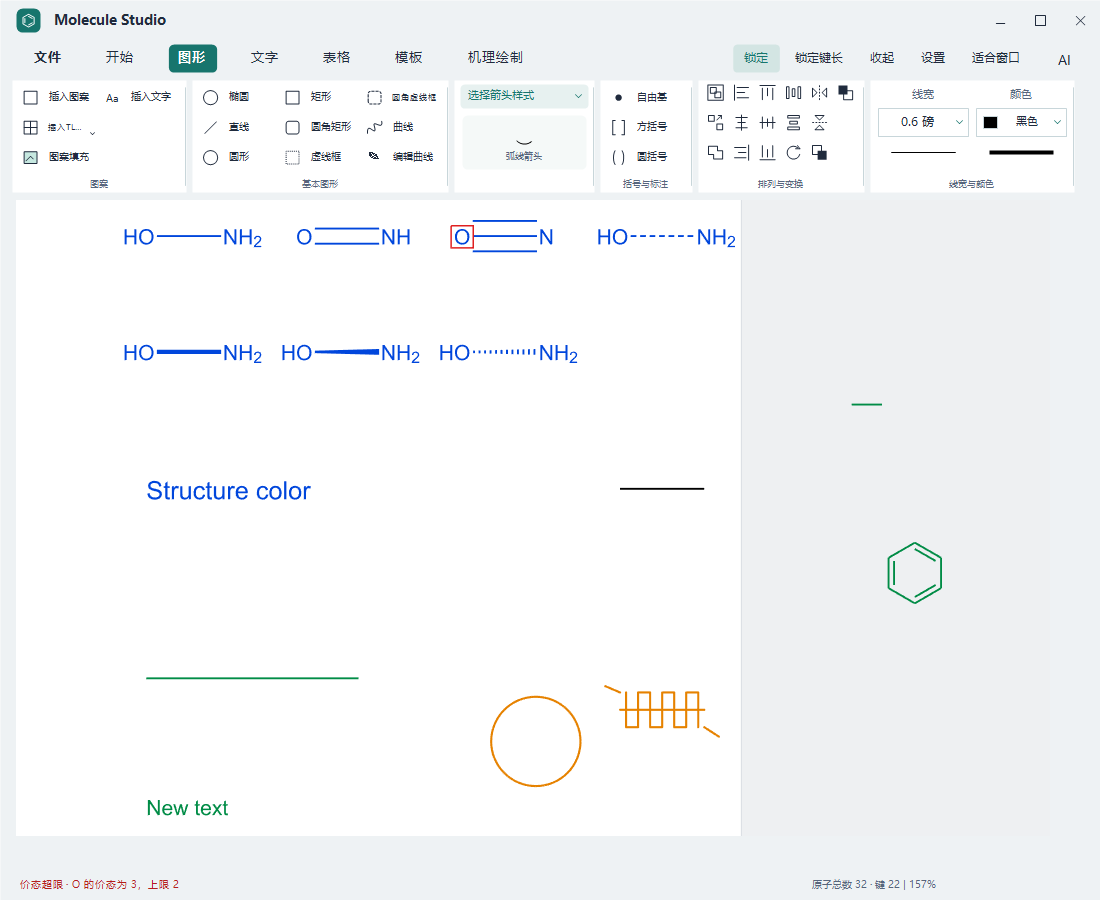 Molecule Studio
文件 开始 图形 文字 表格 模板 机理绘制 锁定 锁定键长 收起 设置 适合窗口 AI
插入图案 Aa 插入文字 椭圆 矩形 圆角虚线框 选择箭头样式 自由基 线宽 颜色
插入TL... 直线 圆角矩形 曲线 [ ] 方括号 0.6 磅 黑色
图案填充 圆形 虚线框 编辑曲线 弧线箭头 ( ) 圆括号
图案 基本图形 括号与标注 排列与变换 线宽与颜色
HO NH2 O NH O N HO NH2
HO NH2 HO NH2 HO NH2
Structure color
New text
价态超限 · O 的价态为 3，上限 2 原子总数 32 · 键 22 | 157%